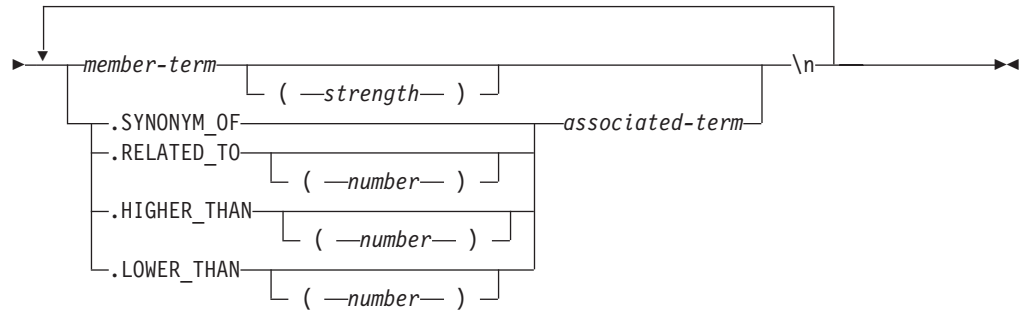 member-term \n
( strength )
.SYNONYM_OF associated-term
.RELATED_TO
( number )
.HIGHER_THAN
( number )
.LOWER_THAN
( number )